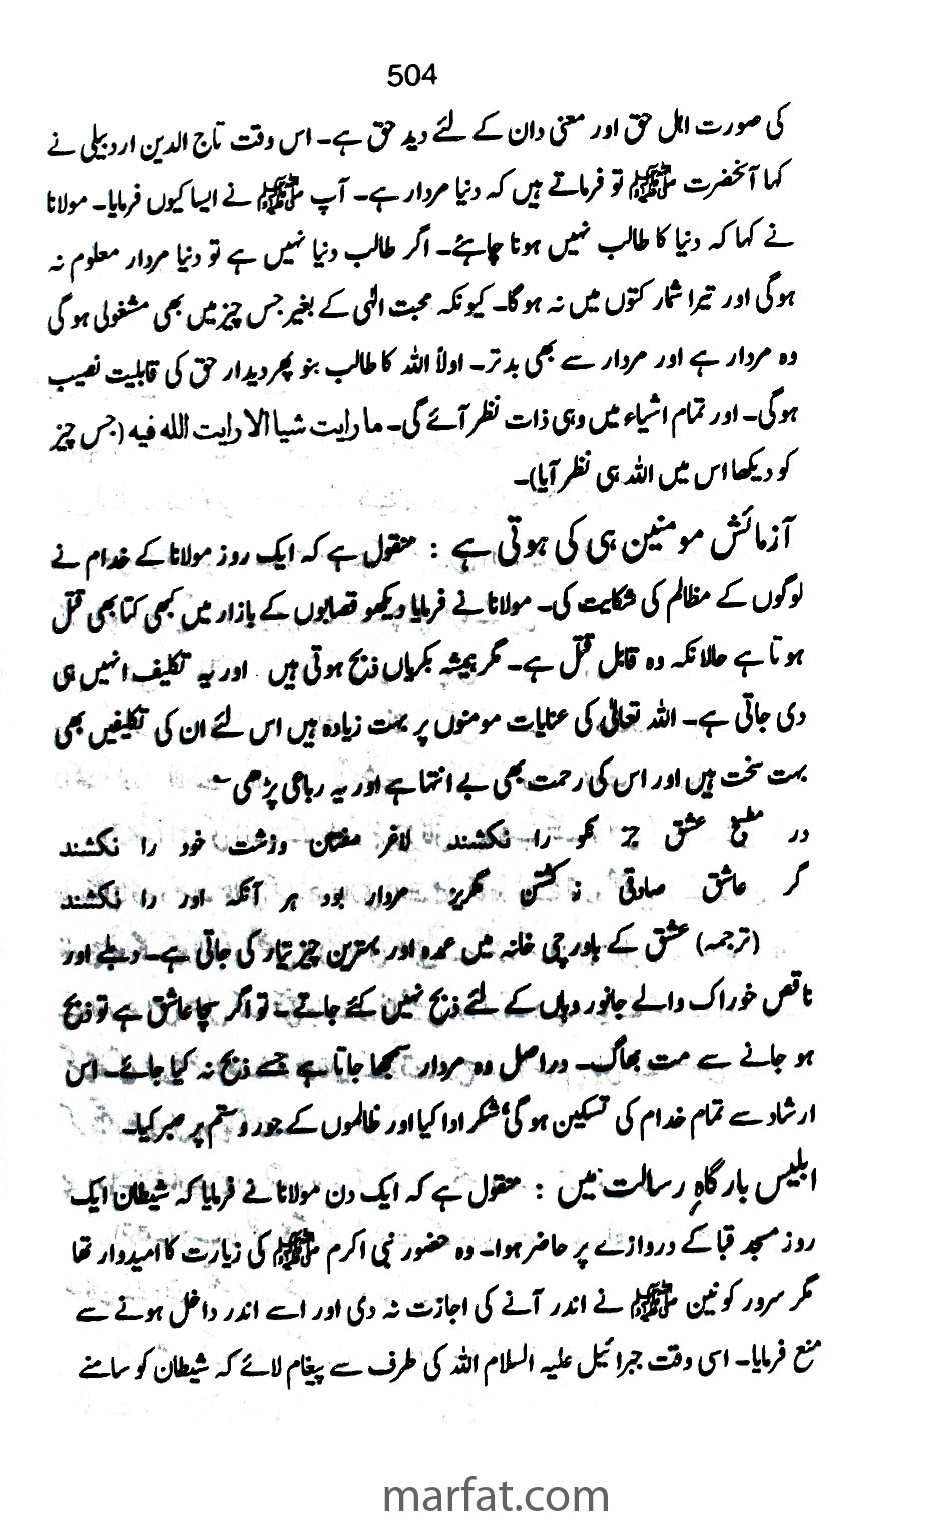 504
کی صورت اہل حق اور معنی دان کے لئے دید حق ہے۔ اس وقت تاج الدین اردبیلی نے
کہا آنحضرت ﷺ تو فرماتے ہیں کہ دنیا مردار ہے۔ آپ ﷺ نے ایسا کیوں فرمایا۔ مولانا
نے کہا کہ دنیا کا طالب نہیں ہونا چاہئے۔ اگر طالب دنیا نہیں ہے تو دنیا مردار معلوم نہ
ہوگی اور تیرا شمار کتوں میں نہ ہوگا۔ کیونکہ محبت الٰہی کے بغیر جس چیز میں بھی مشغولی ہوگی
وہ مردار ہے اور مردار سے بھی بدتر۔ اولاً اللہ کا طالب بنو پھر دیدار حق کی قابلیت نصیب
ہوگی۔ اور تمام اشیاء میں وہی ذات نظر آئے گی۔ مارایت شیا الا رایت اللہ فیہ (جس چیز
کو دیکھا اس میں اللہ ہی نظر آیا)۔
آزمائش مومنین ہی کی ہوتی ہے : منقول ہے کہ ایک روز مولانا کے خدام نے
لوگوں کے مظالم کی شکایت کی۔ مولانا نے فرمایا دیکھو قصابوں کے بازار میں کبھی کتا بھی قتل
ہوتا ہے حالانکہ وہ قابل قتل ہے۔ مگر ہمیشہ بکریاں ذبح ہوتی ہیں اور یہ تکلیف انہیں ہی
دی جاتی ہے۔ اللہ تعالیٰ کی عنایات مومنوں پر بہت زیادہ ہیں اس لئے ان کی تکلیفیں بھی
بہت سخت ہیں اور اس کی رحمت بھی بے انتہا ہے اور یہ رباعی پڑھی ؎
در مطبخ عشق جز نکو را نکشند لاغر صفتان و زشت خود را نکشند
گر عاشق صادقی ز کشتن مگریز مردار بود ہر آنکہ اور را نکشند
(ترجمہ) عشق کے باورچی خانہ میں عمدہ اور بہترین چیز تیار کی جاتی ہے۔ دبلے اور
ناقص خوراک والے جانور وہاں کے لئے ذبح نہیں کئے جاتے۔ تو اگر سچا عاشق ہے تو ذبح
ہو جانے سے مت بھاگ۔ دراصل وہ مردار سمجھا جاتا ہے جسے ذبح نہ کیا جائے۔ اس
ارشاد سے تمام خدام کی تسکین ہوگئی شکر ادا کیا اور ظالموں کے جور و ستم پر صبر کیا۔
ابلیس بارگاہِ رسالت میں : منقول ہے کہ ایک دن مولانا نے فرمایا کہ شیطان ایک
روز مسجد قبا کے دروازے پر حاضر ہوا۔ وہ حضور نبی اکرم ﷺ کی زیارت کا امیدوار تھا
مگر سرور کونین ﷺ نے اندر آنے کی اجازت نہ دی اور اسے اندر داخل ہونے سے
منع فرمایا۔ اسی وقت جبرائیل علیہ السلام اللہ کی طرف سے پیغام لائے کہ شیطان کو سامنے
marfat.com